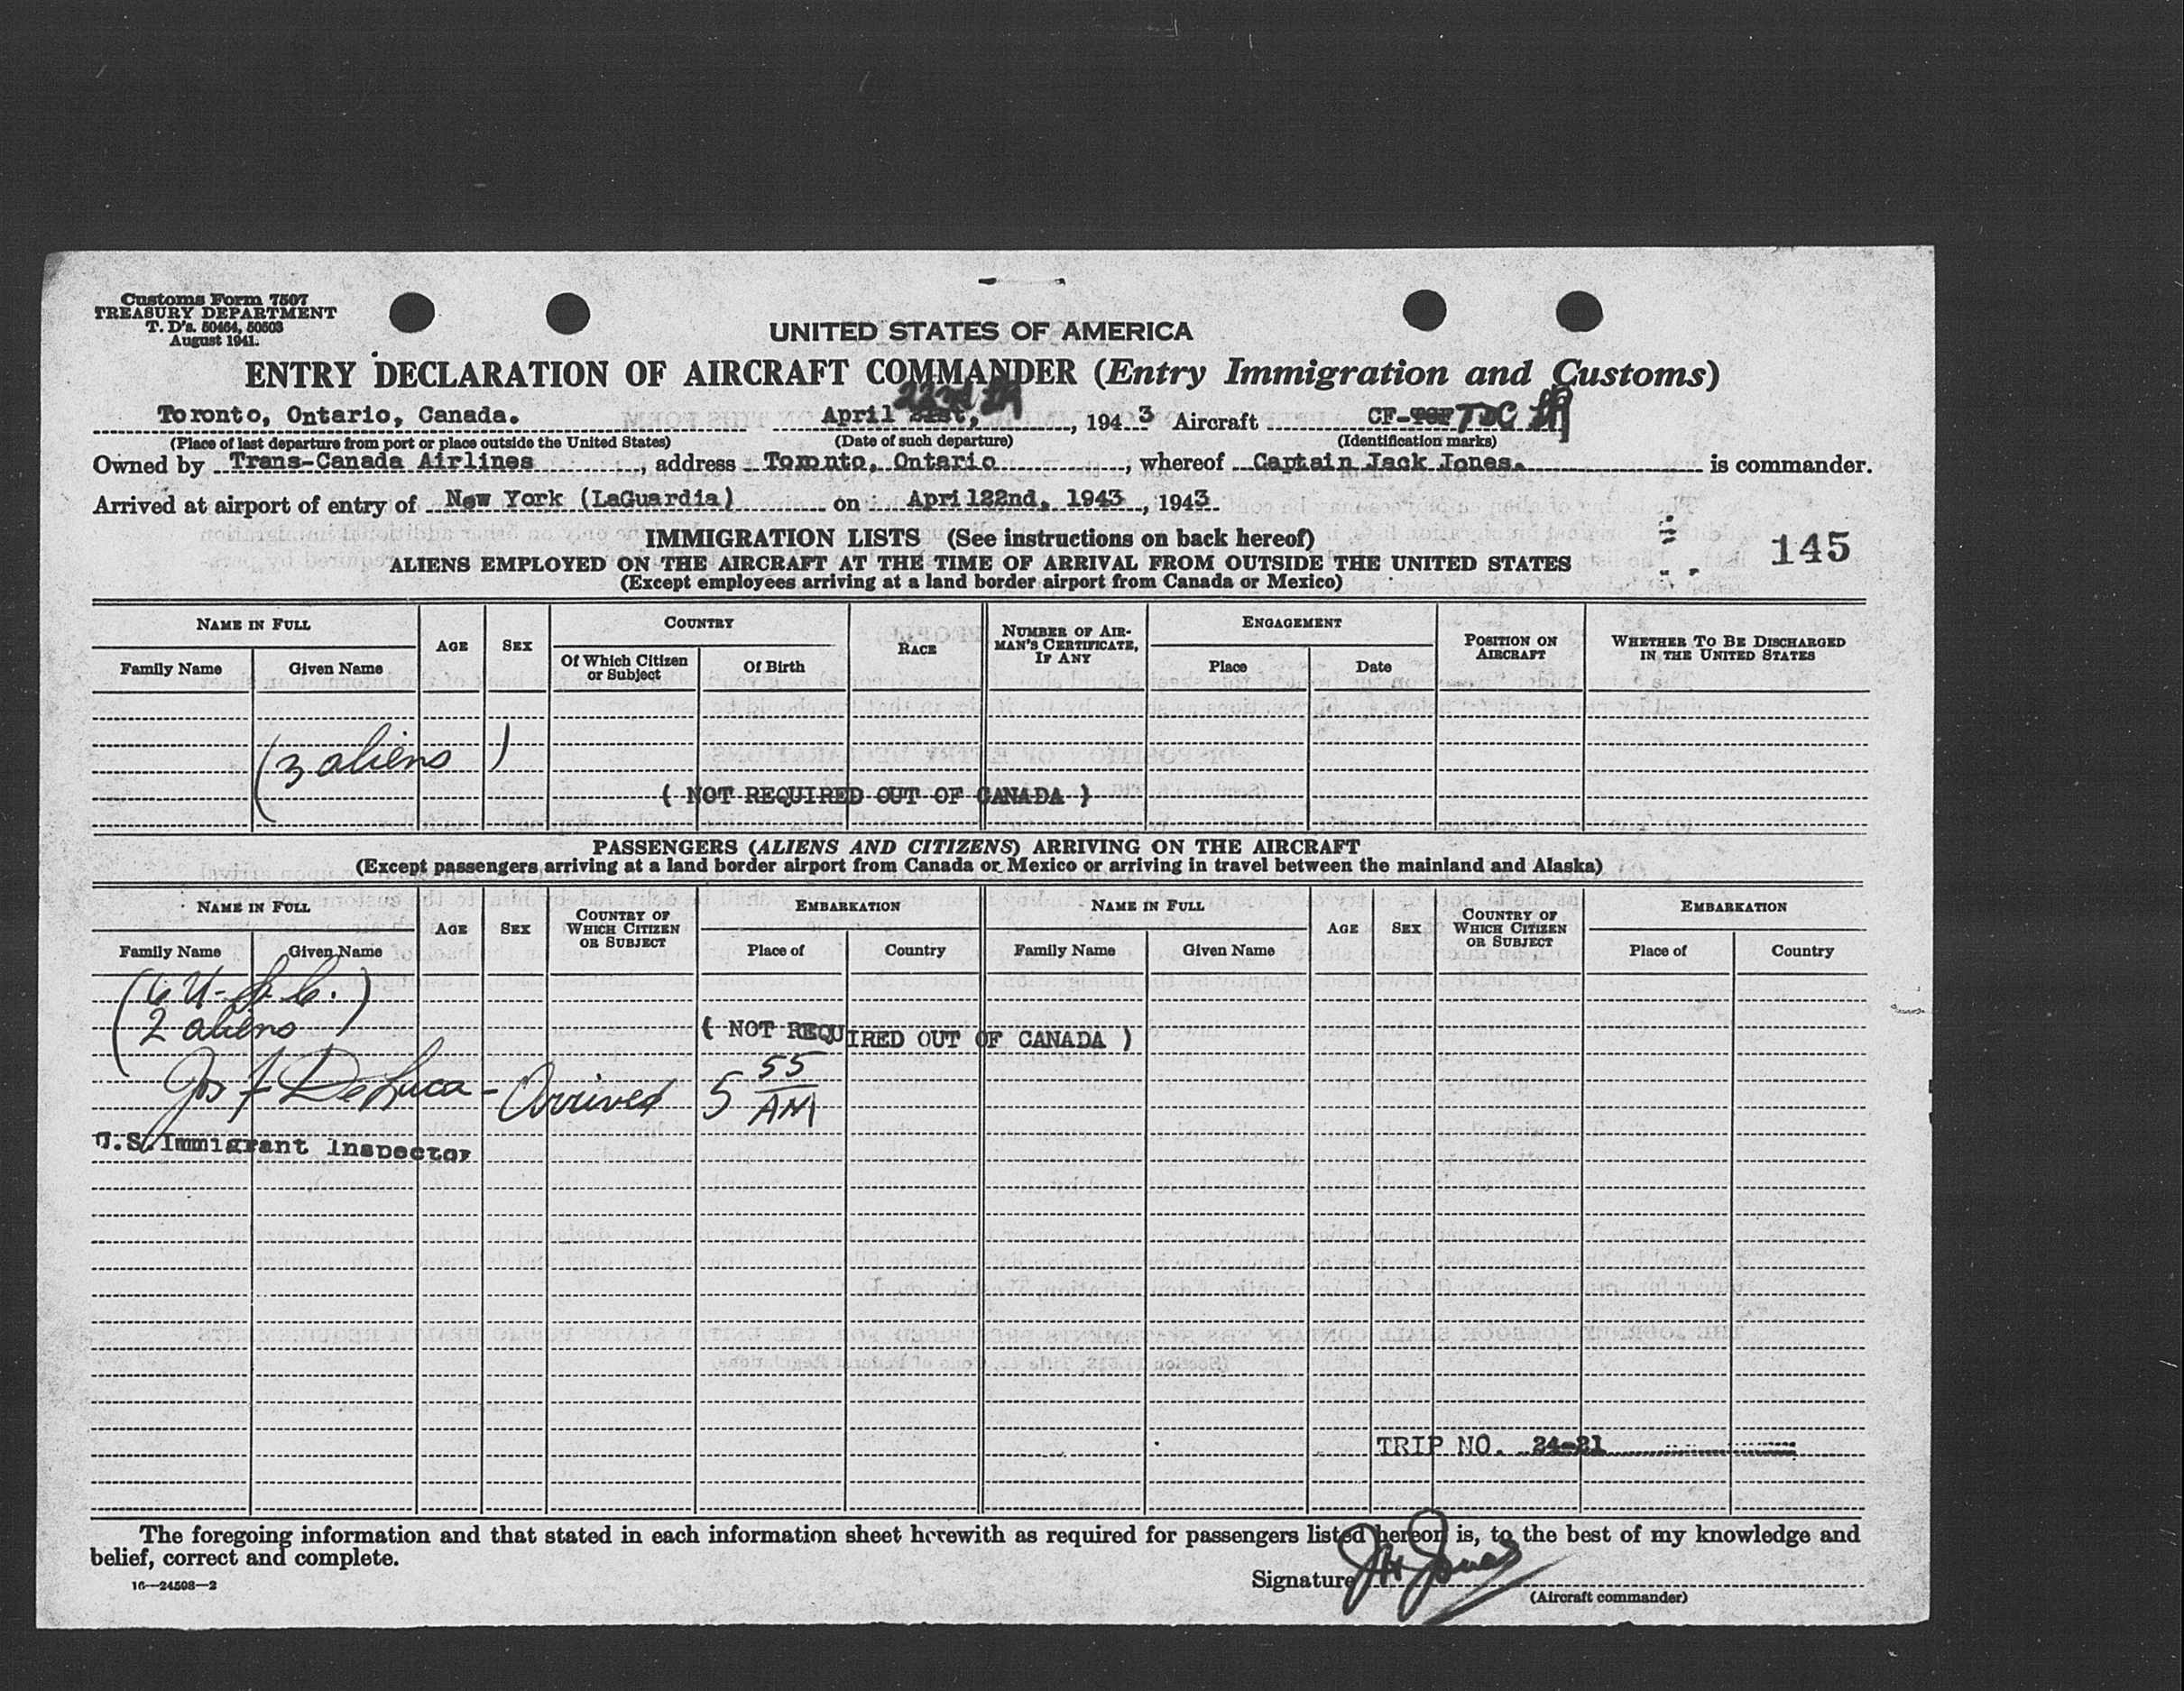 Customs Form 7507
TREASURY DEPARTMENT
T. D's. 50464, 50503
August 1941.
UNITED STATES OF AMERICA
ENTRY DECLARATION OF AIRCRAFT COMMANDER (Entry Immigration and Customs)
22nd
Toronto, Ontario, Canada. April 21st, , 194 3 Aircraft CF-TCF TDC
(Place of last departure from port or place outside the United States) (Date of such departure) (Identification marks)
Owned by Trans-Canada Airlines , address Toronto, Ontario , whereof Captain Jack Jones. is commander.
Arrived at airport of entry of New York (LaGuardia) on April22nd, 1943 , 1943
IMMIGRATION LISTS (See instructions on back hereof)
145
ALIENS EMPLOYED ON THE AIRCRAFT AT THE TIME OF ARRIVAL FROM OUTSIDE THE UNITED STATES
(Except employees arriving at a land border airport from Canada or Mexico)
NAME IN FULL AGE SEX COUNTRY RACE NUMBER OF AIRMAN'S CERTIFICATE, IF ANY ENGAGEMENT POSITION ON AIRCRAFT WHETHER TO BE DISCHARGED IN THE UNITED STATES
Family Name Given Name Of Which Citizen or Subject Of Birth Place Date
(3 aliens )
( NOT REQUIRED OUT OF CANADA )
PASSENGERS (ALIENS AND CITIZENS) ARRIVING ON THE AIRCRAFT
(Except passengers arriving at a land border airport from Canada or Mexico or arriving in travel between the mainland and Alaska)
NAME IN FULL AGE SEX COUNTRY OF WHICH CITIZEN OR SUBJECT EMBARKATION NAME IN FULL AGE SEX COUNTRY OF WHICH CITIZEN OR SUBJECT EMBARKATION
Family Name Given Name Place of Country Family Name Given Name Place of Country
(6 U-S.C. )
2 aliens )
( NOT REQUIRED OUT OF CANADA )
Jos F DeLuca - Arrived 5 55 AM
U.S. Immigrant Inspector
TRIP NO. 24-21
The foregoing information and that stated in each information sheet herewith as required for passengers listed hereon is, to the best of my knowledge and
belief, correct and complete.
16—24508—2
Signature JH Jones
(Aircraft commander)